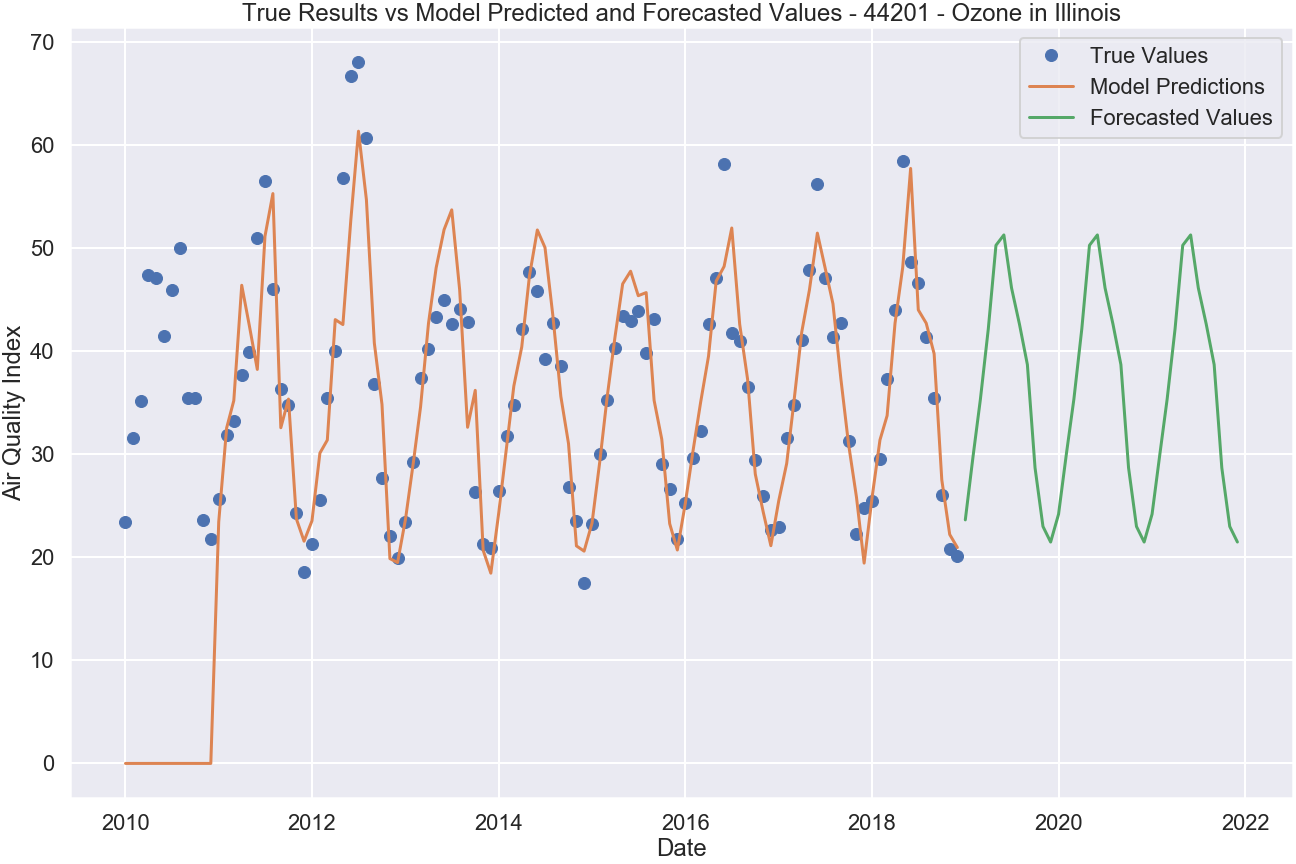 True Results vs Model Predicted and Forecasted Values - 44201 - Ozone in Illinois
True Values
Model Predictions
Forecasted Values
Air Quality Index
70
60
50
40
30
20
10
0
2010 2012 2014 2016 2018 2020 2022
Date